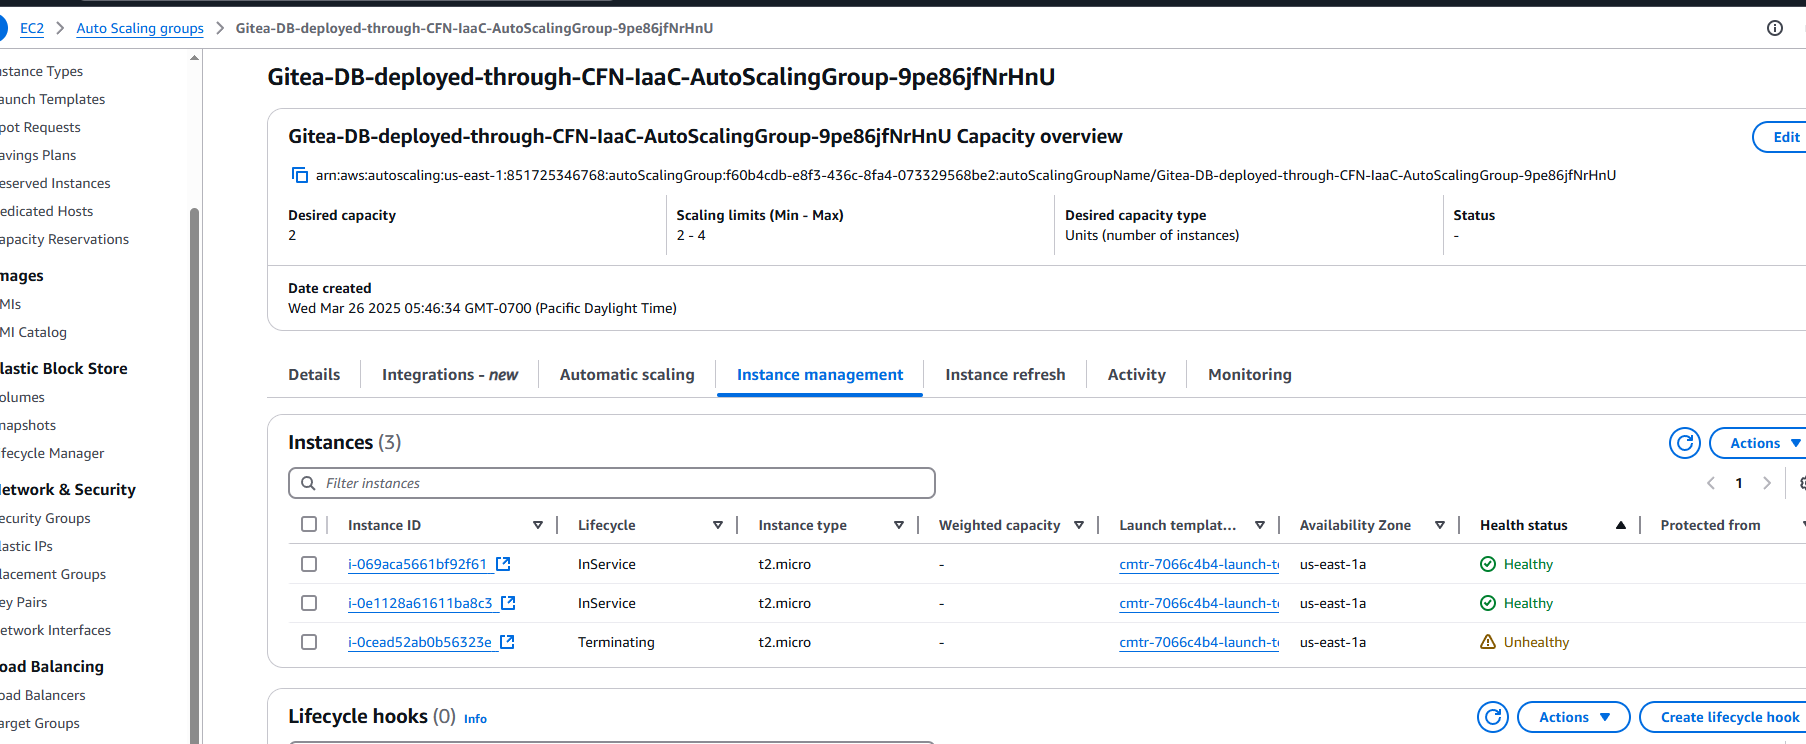 EC2 > Auto Scaling groups > Gitea-DB-deployed-through-CFN-IaaC-AutoScalingGroup-9pe86jfNrHnU
nstance Types
aunch Templates
pot Requests
avings Plans
eserved Instances
edicated Hosts
apacity Reservations
mages
MIs
MI Catalog
lastic Block Store
olumes
napshots
ifecycle Manager
etwork & Security
ecurity Groups
lastic IPs
lacement Groups
ey Pairs
etwork Interfaces
oad Balancing
oad Balancers
arget Groups
Gitea-DB-deployed-through-CFN-IaaC-AutoScalingGroup-9pe86jfNrHnU
Gitea-DB-deployed-through-CFN-IaaC-AutoScalingGroup-9pe86jfNrHnU Capacity overview
Edit
arn:aws:autoscaling:us-east-1:851725346768:autoScalingGroup:f60b4cdb-e8f3-436c-8fa4-073329568be2:autoScalingGroupName/Gitea-DB-deployed-through-CFN-IaaC-AutoScalingGroup-9pe86jfNrHnU
Desired capacity Scaling limits (Min - Max) Desired capacity type Status
2 2 - 4 Units (number of instances) -
Date created
Wed Mar 26 2025 05:46:34 GMT-0700 (Pacific Daylight Time)
Details Integrations - new Automatic scaling Instance management Instance refresh Activity Monitoring
Instances (3) Actions
Filter instances 1
Instance ID Lifecycle Instance type Weighted capacity Launch templat... Availability Zone Health status Protected from
i-069aca5661bf92f61 InService t2.micro - cmtr-7066c4b4-launch-t us-east-1a Healthy
i-0e1128a61611ba8c3 InService t2.micro - cmtr-7066c4b4-launch-t us-east-1a Healthy
i-0cead52ab0b56323e Terminating t2.micro - cmtr-7066c4b4-launch-t us-east-1a Unhealthy
Lifecycle hooks (0) Info Actions Create lifecycle hook